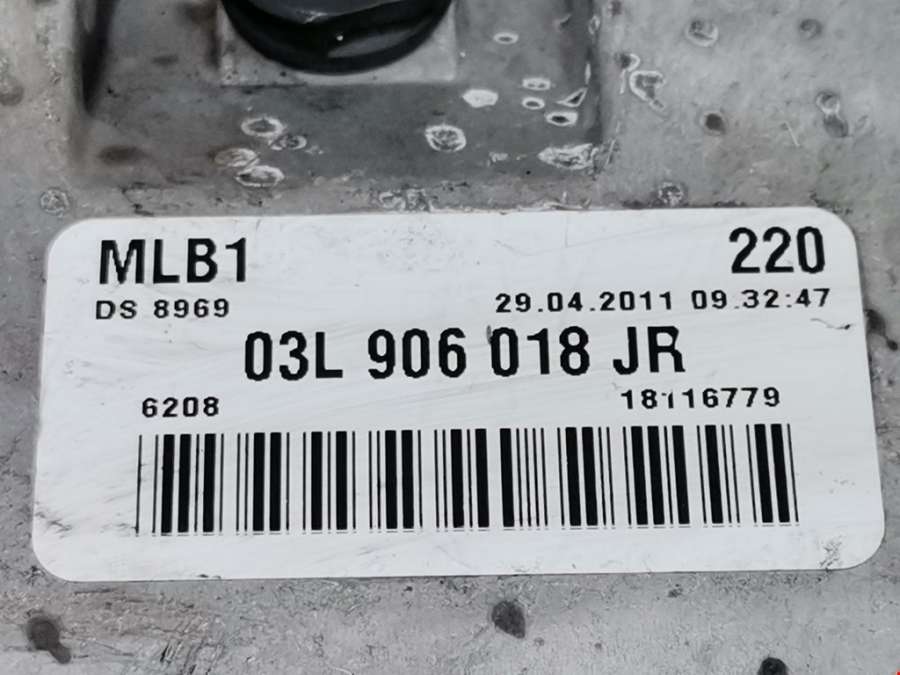 MLB1 220
DS 8969 29.04.2011 09:32:47
03L 906 018 JR
6208 18116779